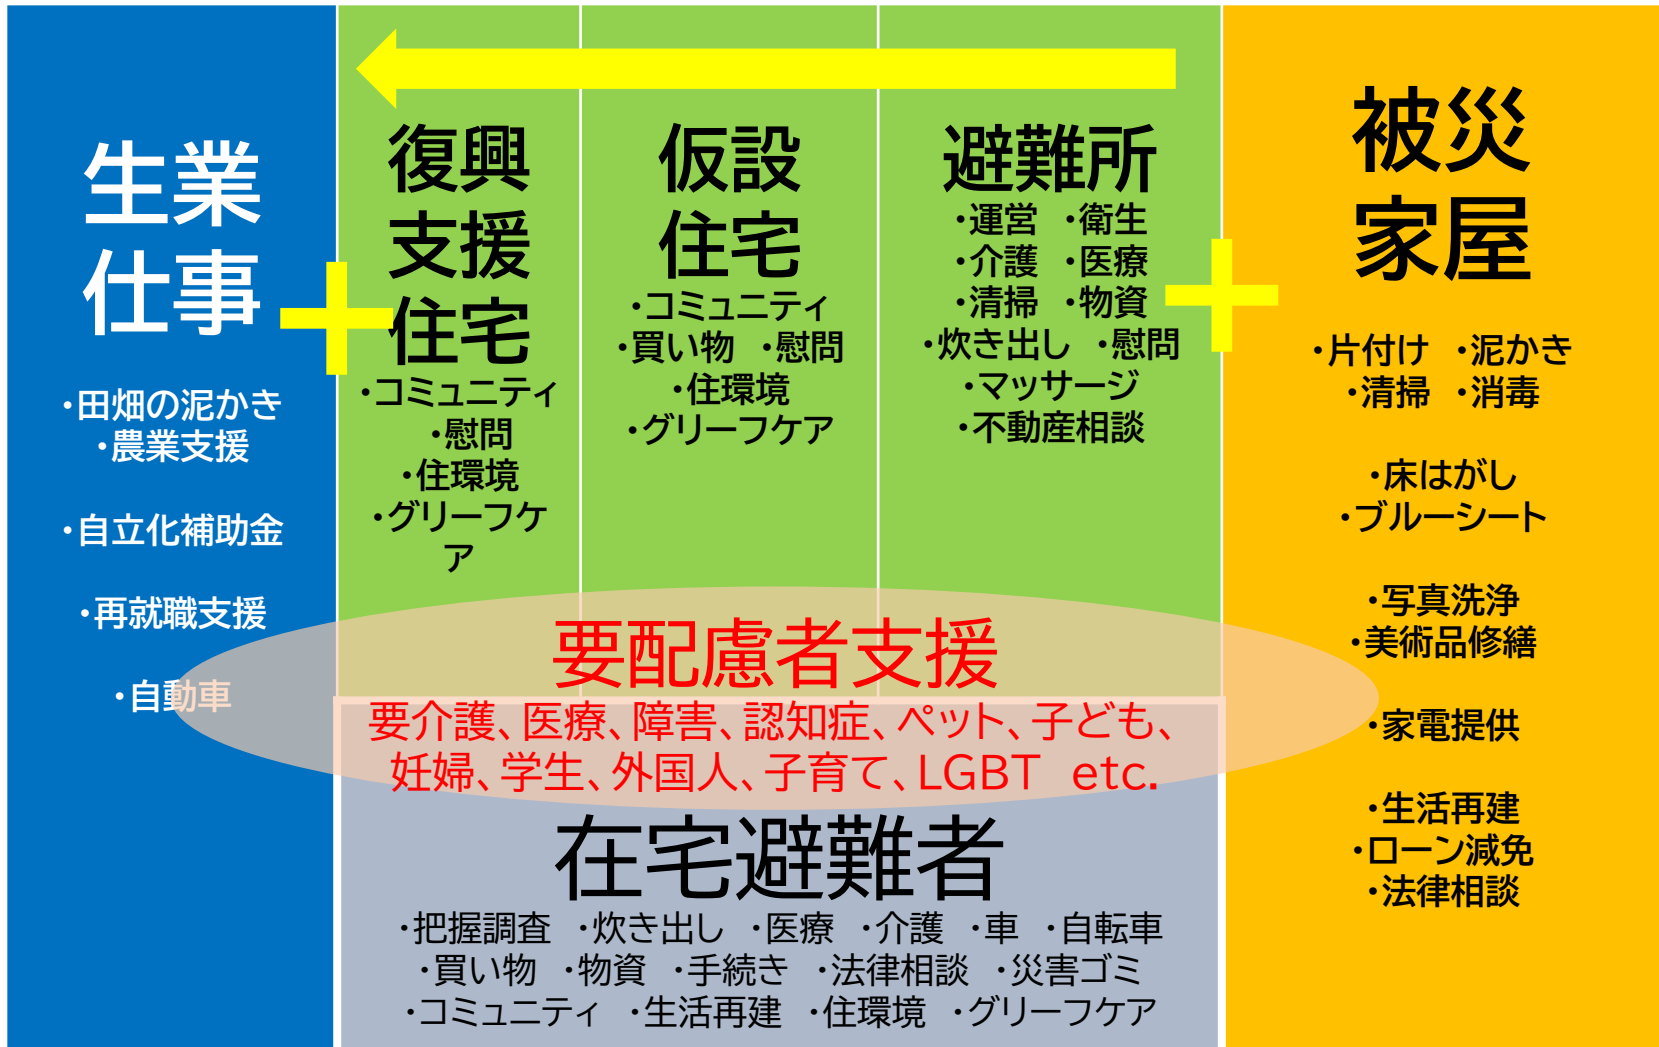 生業
仕事
・田畑の泥かき
・農業支援
・自立化補助金
・再就職支援
・自動車
復興
支援
住宅
・コミュニティ
・慰問
・住環境
・グリーフケ
ア
仮設
住宅
・コミュニティ
・買い物 ・慰問
・住環境
・グリーフケア
避難所
・運営 ・衛生
・介護 ・医療
・清掃 ・物資
・炊き出し ・慰問
・マッサージ
・不動産相談
被災
家屋
・片付け ・泥かき
・清掃 ・消毒
・床はがし
・ブルーシート
・写真洗浄
・美術品修繕
・家電提供
・生活再建
・ローン減免
・法律相談
要配慮者支援
要介護、医療、障害、認知症、ペット、子ども、
妊婦、学生、外国人、子育て、LGBT etc.
在宅避難者
・把握調査 ・炊き出し ・医療 ・介護 ・車 ・自転車
・買い物 ・物資 ・手続き ・法律相談 ・災害ゴミ
・コミュニティ ・生活再建 ・住環境 ・グリーフケア